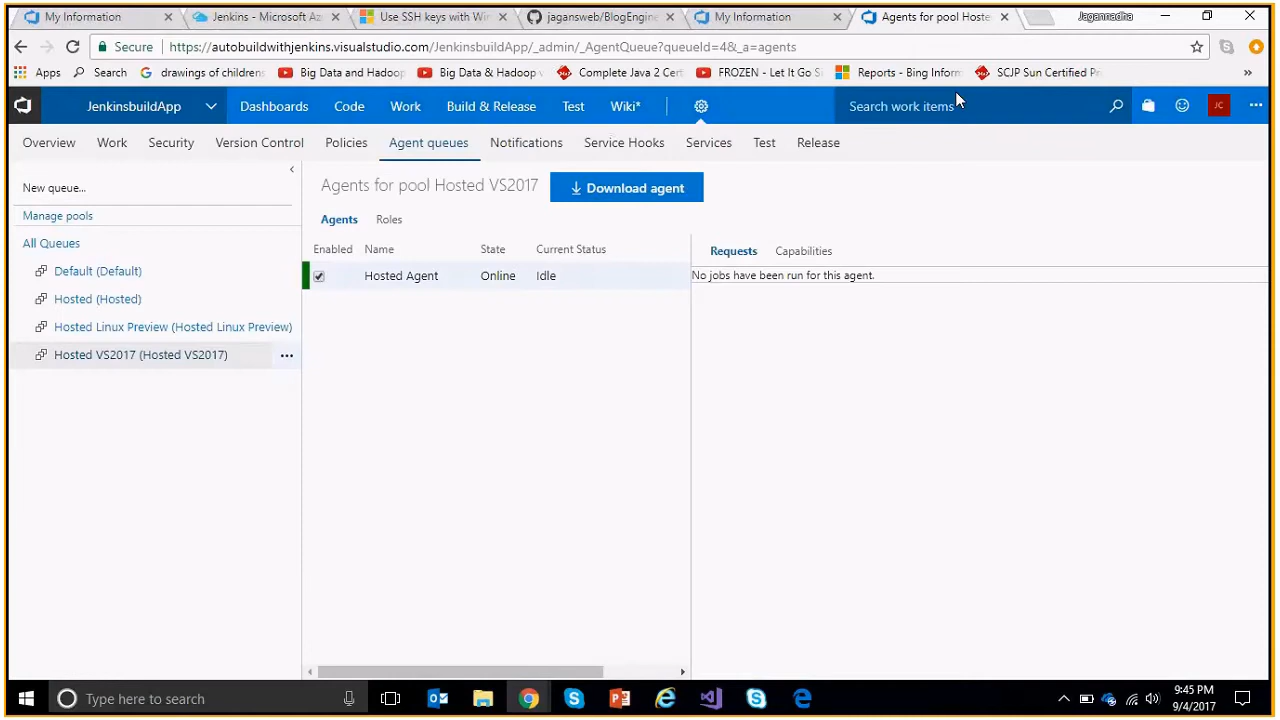 My Information
Jenkins - Microsoft Az
Use SSH keys with Win
jagansweb/BlogEngine
My Information
Agents for pool Hoste
Jagannadha
Secure
https://autobuildwithjenkins.visualstudio.com/JenkinsbuildApp/_admin/_AgentQueue?queueId=4&_a=agents
Apps
Search
drawings of childrens
Big Data and Hadoop
Big Data & Hadoop
Complete Java 2 Cert
FROZEN - Let It Go Si
Reports - Bing Inform
SCJP Sun Certified Pr
»
JenkinsbuildApp
Dashboards
Code
Work
Build & Release
Test
Wiki*
Search work items
JC
Overview
Work
Security
Version Control
Policies
Agent queues
Notifications
Service Hooks
Services
Test
Release
New queue...
Manage pools
All Queues
Default (Default)
Hosted (Hosted)
Hosted Linux Preview (Hosted Linux Preview)
Hosted VS2017 (Hosted VS2017)
Agents for pool Hosted VS2017
Download agent
Agents
Roles
Enabled
Name
State
Current Status
Hosted Agent
Online
Idle
Requests
Capabilities
No jobs have been run for this agent.
Type here to search
9:45 PM
9/4/2017